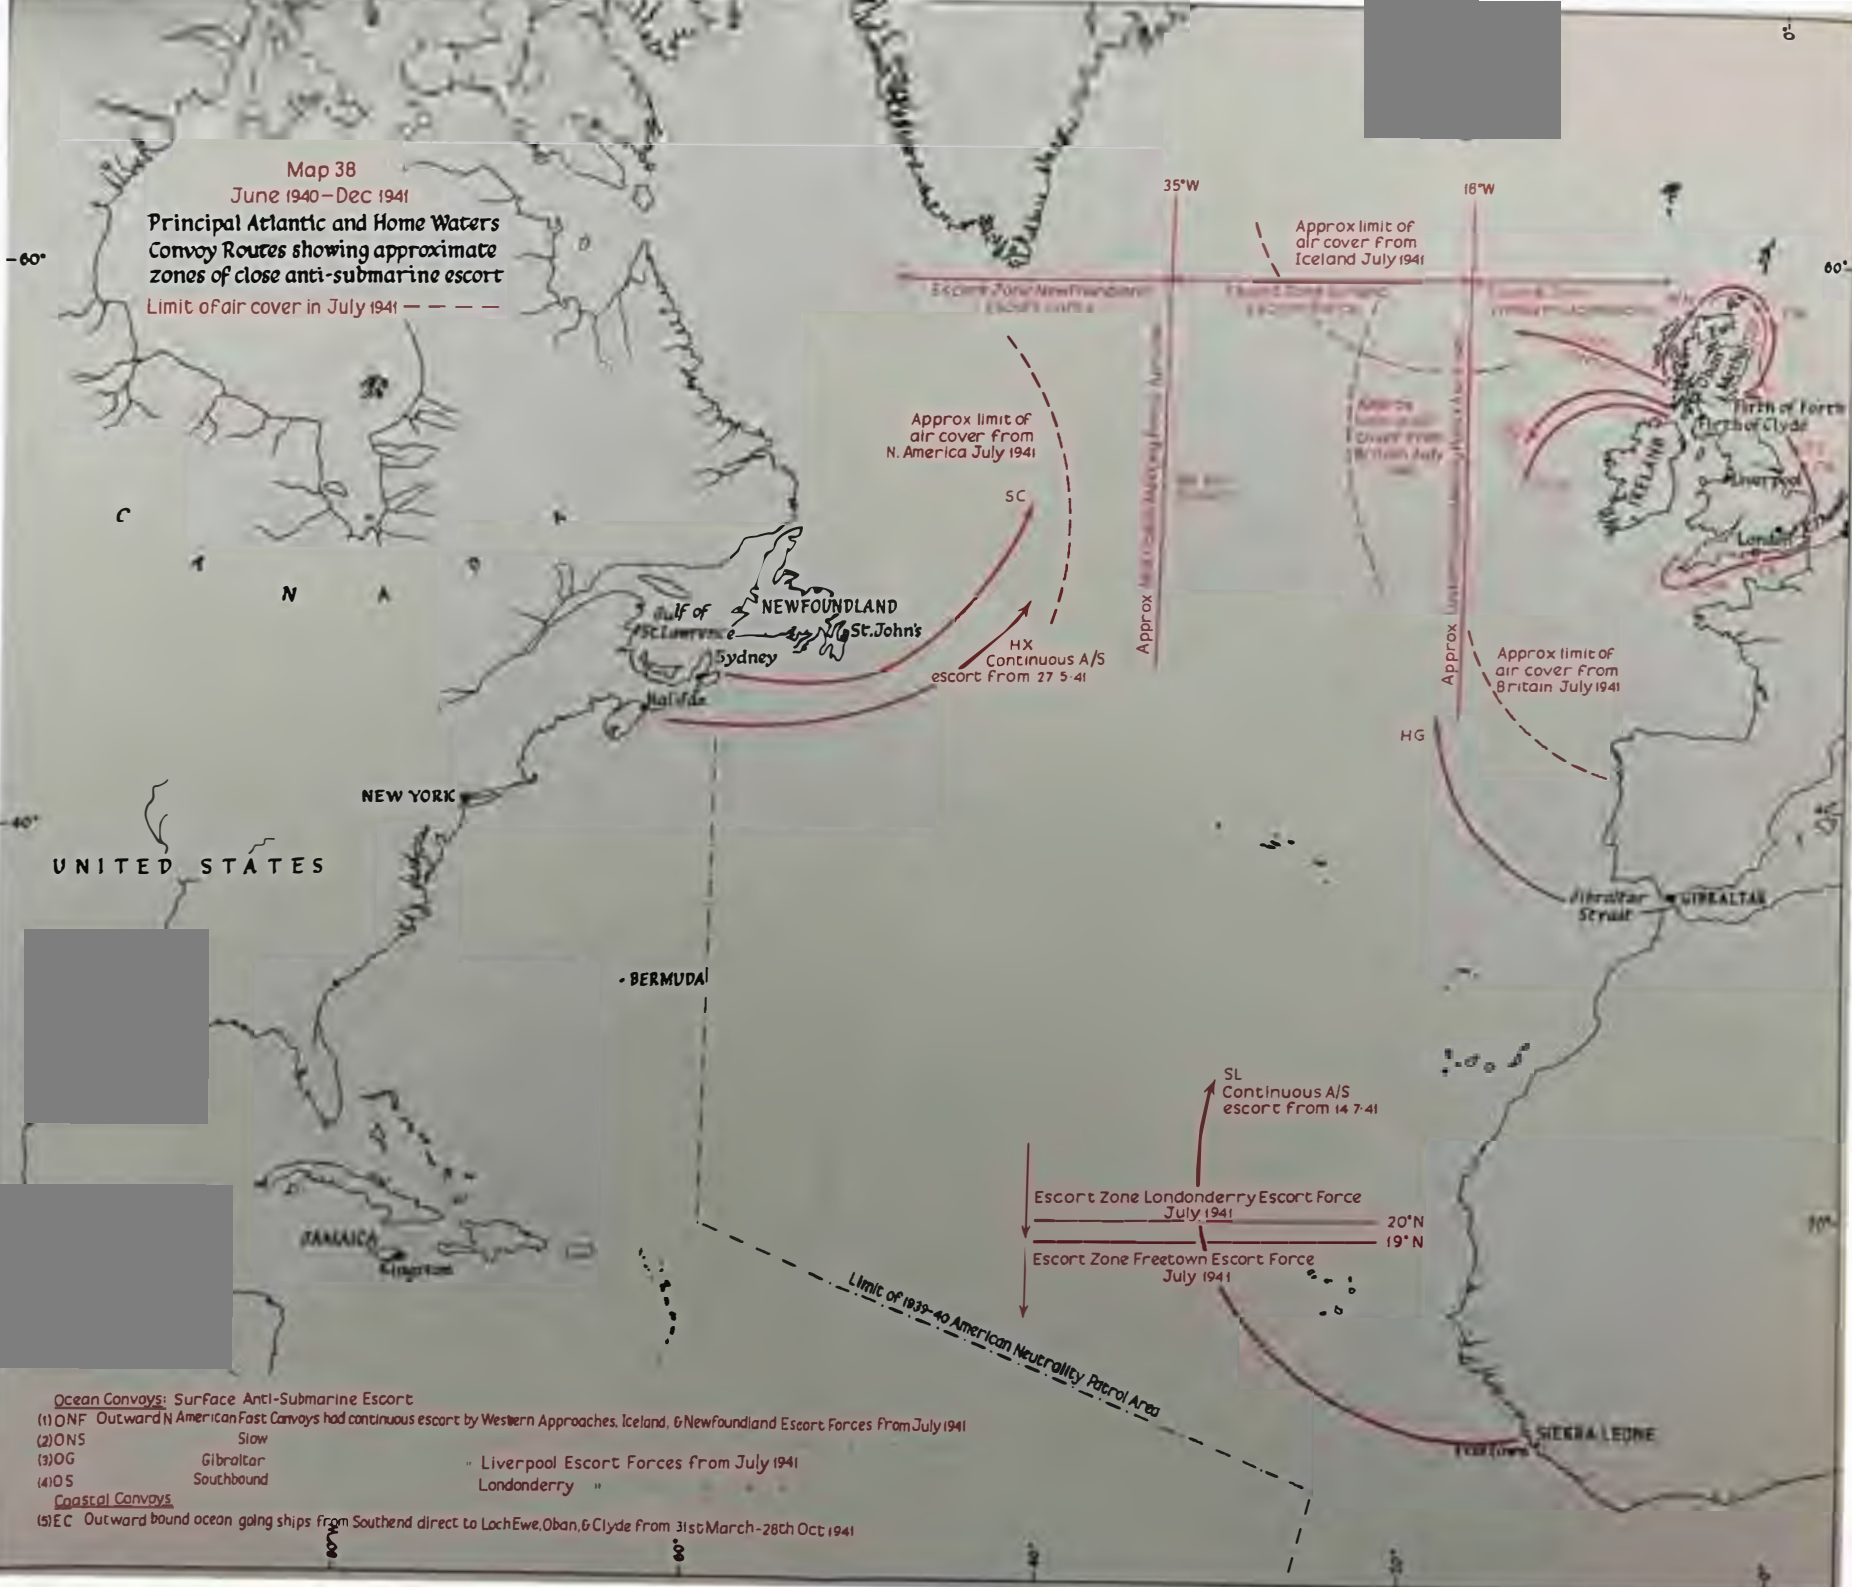 Map 38
June 1940-Dec 1941
Principal Atlantic and Home Waters
Convoy Routes showing approximate
zones of close anti-submarine escort
Limit of air cover in July 1941
35°W
18°W
Approx limit of
air cover from
Iceland July 1941
60°
60°
Approx limit of
air cover from
N. America July 1941
SC
Firth of Forth
Firth of Clyde
IRELAND
Liverpool
London
C A N A D A
Gulf of
St Lawrence
NEWFOUNDLAND
St. John's
Sydney
Halifax
HX
Continuous A/S
escort from 27 5·41
Approx
Approx
Approx limit of
air cover from
Britain July 1941
HG
NEW YORK
40°
UNITED STATES
Gibraltar
Strait
GIBRALTAR
BERMUDA
SL
Continuous A/S
escort from 14 7·41
Escort Zone Londonderry Escort Force
July 1941
20°N
19°N
Escort Zone Freetown Escort Force
July 1941
JAMAICA
Kingston
Limit of 1939-40 American Neutrality Patrol Area
SIERRA LEONE
Freetown
Ocean Convoys: Surface Anti-Submarine Escort
(1) ONF Outward N American Fast Convoys had continuous escort by Western Approaches, Iceland, & Newfoundland Escort Forces from July 1941
(2) ONS Slow
(3) OG Gibraltar " Liverpool Escort Forces from July 1941
(4) OS Southbound Londonderry "
Coastal Convoys
(5) EC Outward bound ocean going ships from Southend direct to Loch Ewe, Oban, & Clyde from 31st March-28th Oct 1941
60°
40°
20°